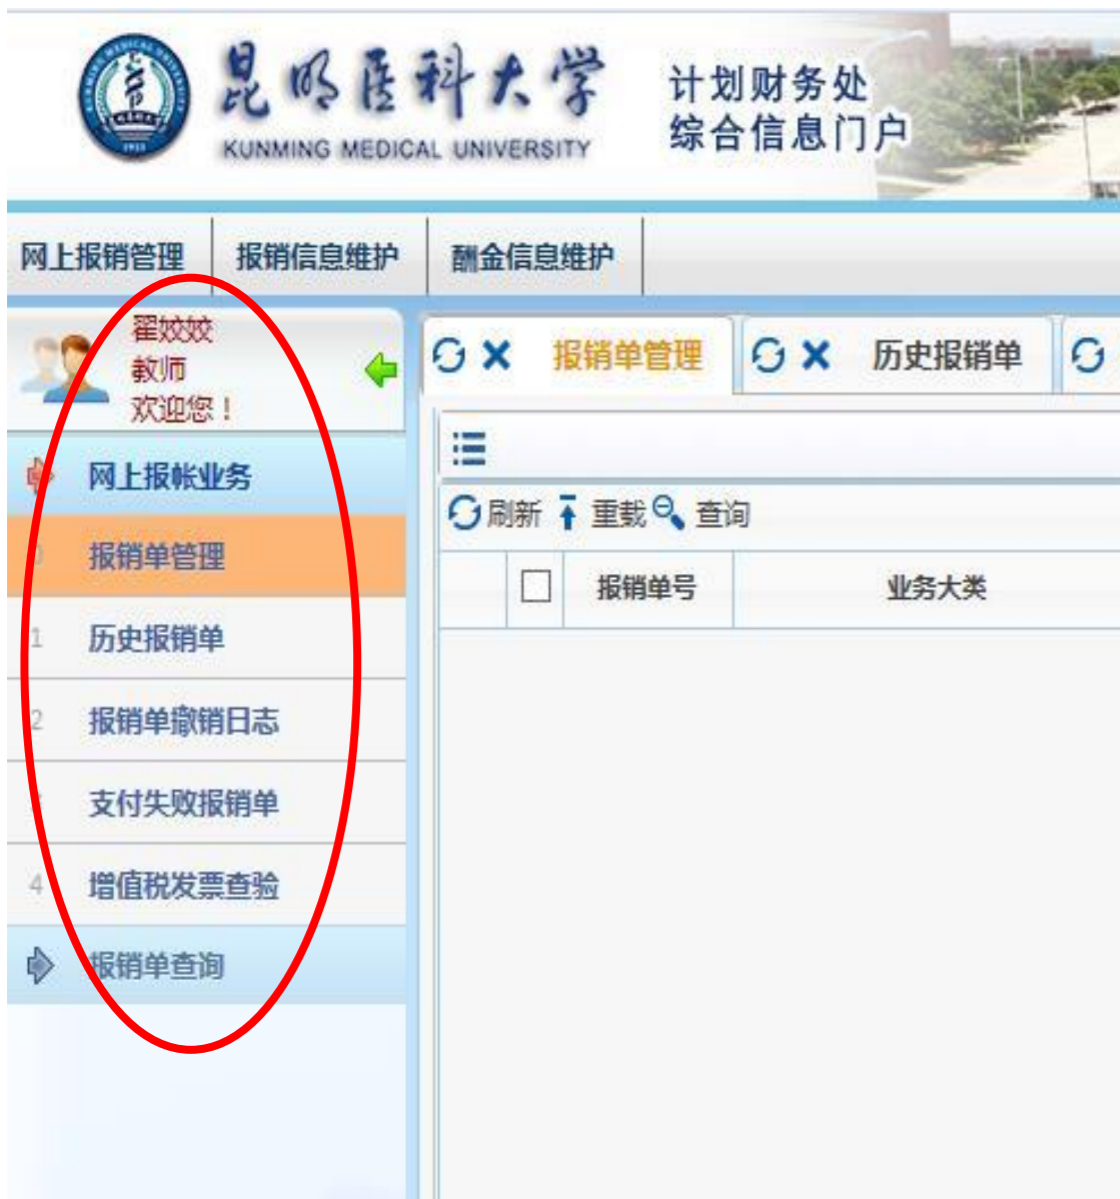 昆明医科大学
KUNMING MEDICAL UNIVERSITY
计划财务处
综合信息门户
网上报销管理 报销信息维护 酬金信息维护
翟姣姣
教师
欢迎您！
报销单管理 历史报销单
网上报帐业务
刷新 重载 查询
报销单管理
报销单号 业务大类
1 历史报销单
2 报销单撤销日志
支付失败报销单
4 增值税发票查验
报销单查询